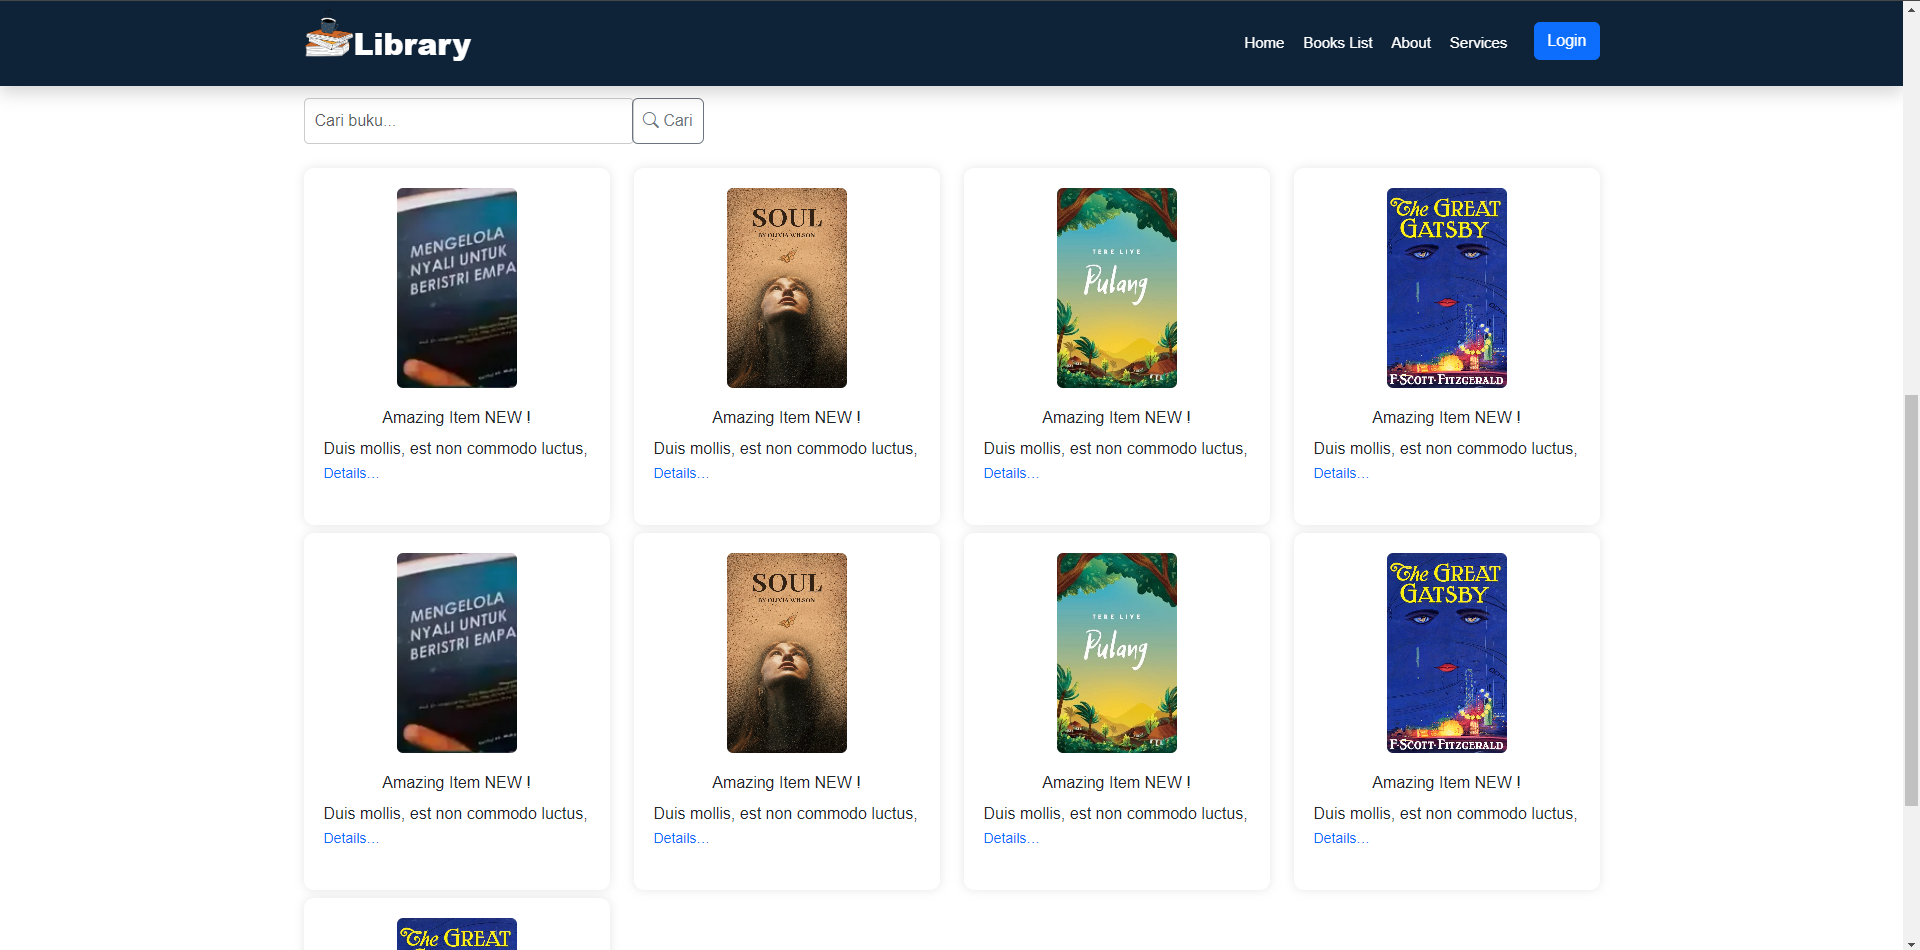 Library
Home Books List About Services Login
Cari buku...
Cari
MENGELOLA
NYALI UNTUK
BERISTRI EMPA
SOUL
BY OLIVIA WILSON
TERE LIVE
Pulang
The GREAT
GATSBY
F·SCOTT·FITZGERALD
Amazing Item NEW !
Duis mollis, est non commodo luctus,
Details...
Amazing Item NEW !
Duis mollis, est non commodo luctus,
Details...
Amazing Item NEW !
Duis mollis, est non commodo luctus,
Details...
Amazing Item NEW !
Duis mollis, est non commodo luctus,
Details...
MENGELOLA
NYALI UNTUK
BERISTRI EMPA
SOUL
BY OLIVIA WILSON
TERE LIVE
Pulang
The GREAT
GATSBY
F·SCOTT·FITZGERALD
Amazing Item NEW !
Duis mollis, est non commodo luctus,
Details...
Amazing Item NEW !
Duis mollis, est non commodo luctus,
Details...
Amazing Item NEW !
Duis mollis, est non commodo luctus,
Details...
Amazing Item NEW !
Duis mollis, est non commodo luctus,
Details...
The GREAT